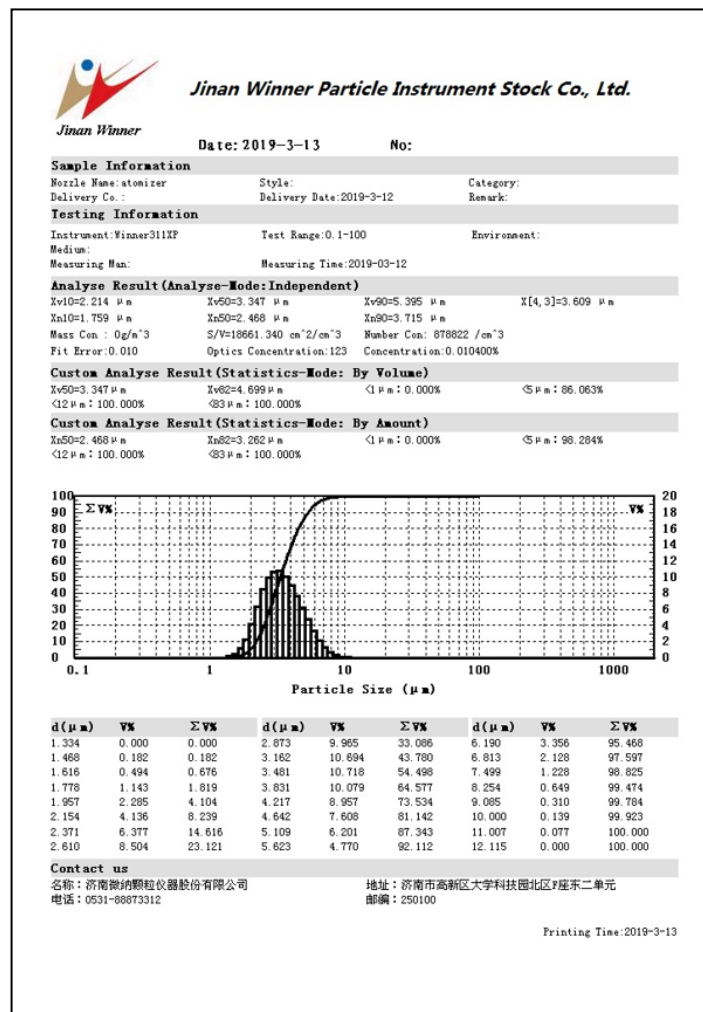 Jinan Winner Particle Instrument Stock Co., Ltd.
Jinan Winner
Date: 2019-3-13 No:
Sample Information
Nozzle Name:atomizer Style: Category:
Delivery Co.: Delivery Date:2019-3-12 Remark:
Testing Information
Instrument:Winner311XP Test Range:0.1-100 Environment:
Medium:
Measuring Man: Measuring Time:2019-03-12
Analyse Result(Analyse-Mode:Independent)
Xv10=2.214 μm Xv50=3.347 μm Xv90=5.395 μm X[4,3]=3.609 μm
Xn10=1.759 μm Xn50=2.468 μm Xn90=3.715 μm
Mass Con : 0g/m^3 S/V=18661.340 cm^2/cm^3 Number Con: 878822 /cm^3
Fit Error:0.010 Optics Concentration:123 Concentration:0.010400%
Custom Analyse Result(Statistics-Mode: By Volume)
Xv50=3.347μm Xv82=4.699μm <1μm:0.000% <5μm:86.063%
<12μm:100.000% <83μm:100.000%
Custom Analyse Result(Statistics-Mode: By Amount)
Xn50=2.468μm Xn82=3.262μm <1μm:0.000% <5μm:98.284%
<12μm:100.000% <83μm:100.000%
100 ΣV% V% 20
90 18
80 16
70 14
60 12
50 10
40 8
30 6
20 4
10 2
0 0
0.1 1 10 100 1000
Particle Size (μm)
d(μm) V% ΣV% d(μm) V% ΣV% d(μm) V% ΣV%
1.334 0.000 0.000 2.873 9.965 33.086 6.190 3.356 95.468
1.468 0.182 0.182 3.162 10.694 43.780 6.813 2.128 97.597
1.616 0.494 0.676 3.481 10.718 54.498 7.499 1.228 98.825
1.778 1.143 1.819 3.831 10.079 64.577 8.254 0.649 99.474
1.957 2.285 4.104 4.217 8.957 73.534 9.085 0.310 99.784
2.154 4.136 8.239 4.642 7.608 81.142 10.000 0.139 99.923
2.371 6.377 14.616 5.109 6.201 87.343 11.007 0.077 100.000
2.610 8.504 23.121 5.623 4.770 92.112 12.115 0.000 100.000
Contact us
名称：济南微纳颗粒仪器股份有限公司 地址：济南市高新区大学科技园北区F座东二单元
电话：0531-88873312 邮编：250100
Printing Time:2019-3-13